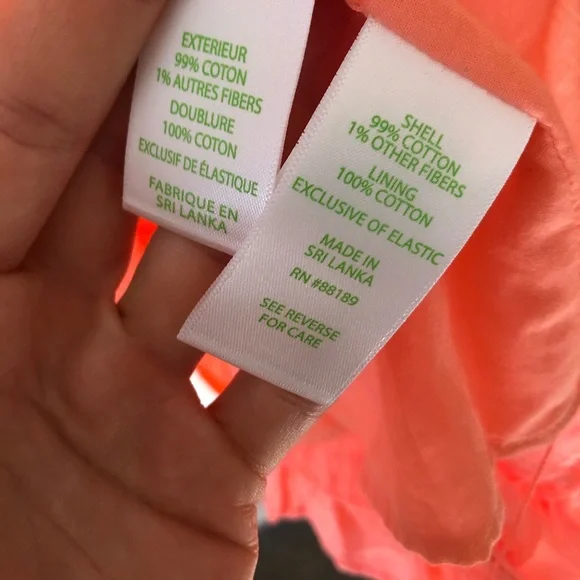 EXTERIEUR
99% COTON
1% AUTRES FIBERS
DOUBLURE
100% COTON
EXCLUSIF DE ÉLASTIQUE
FABRIQUE EN
SRI LANKA
SHELL
99% COTTON
1% OTHER FIBERS
LINING
100% COTTON
EXCLUSIVE OF ELASTIC
MADE IN
SRI LANKA
RN #88189
SEE REVERSE
FOR CARE